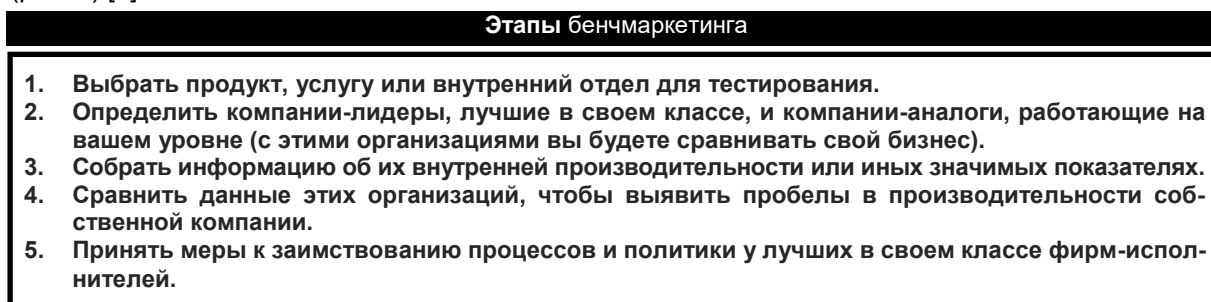 Этапы бенчмаркетинга
1. Выбрать продукт, услугу или внутренний отдел для тестирования.
2. Определить компании-лидеры, лучшие в своем классе, и компании-аналоги, работающие на
вашем уровне (с этими организациями вы будете сравнивать свой бизнес).
3. Собрать информацию об их внутренней производительности или иных значимых показателях.
4. Сравнить данные этих организаций, чтобы выявить пробелы в производительности соб-
ственной компании.
5. Принять меры к заимствованию процессов и политики у лучших в своем классе фирм-испол-
нителей.